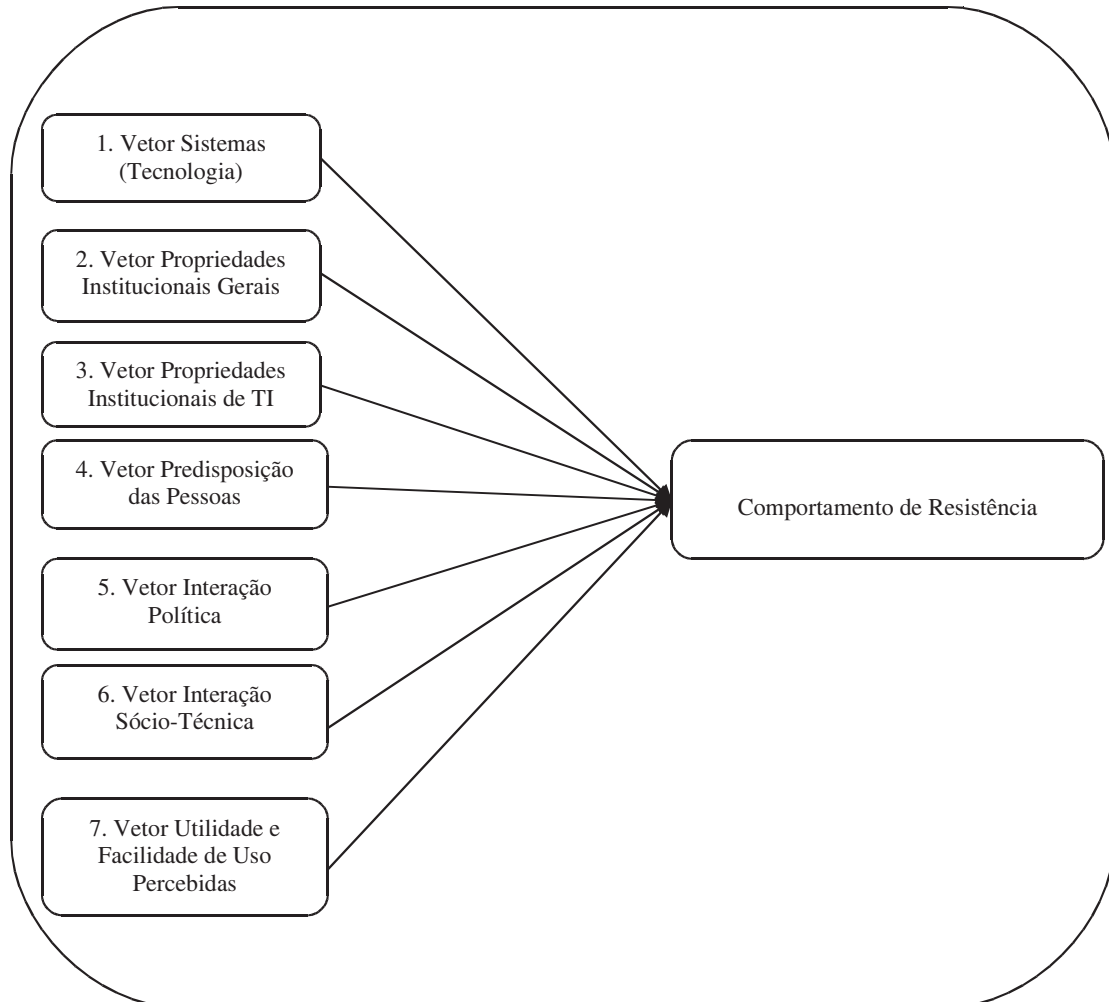 1. Vetor Sistemas
(Tecnologia)
2. Vetor Propriedades
Institucionais Gerais
3. Vetor Propriedades
Institucionais de TI
4. Vetor Predisposição
das Pessoas
5. Vetor Interação
Política
6. Vetor Interação
Sócio-Técnica
7. Vetor Utilidade e
Facilidade de Uso
Percebidas
Comportamento de Resistência